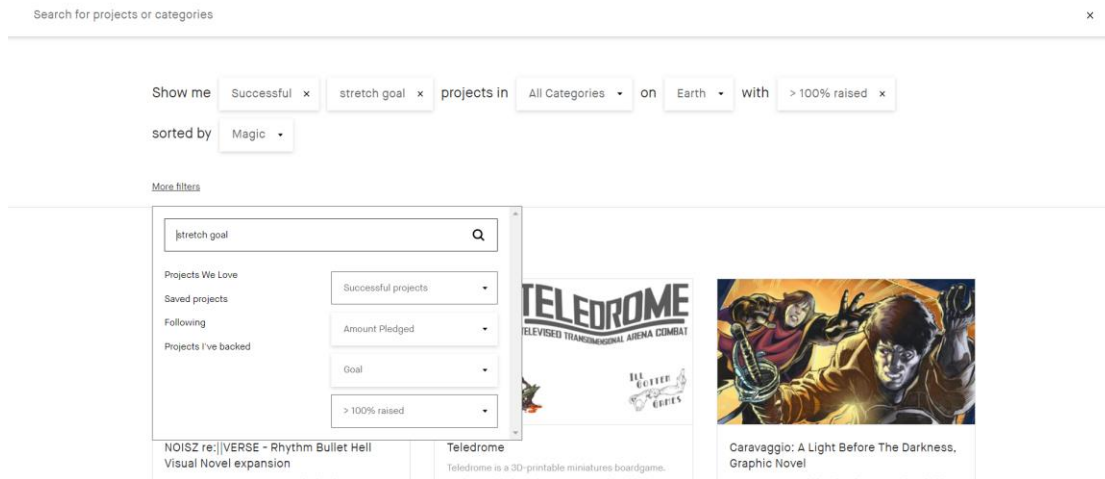 Search for projects or categories ×
Show me Successful × stretch goal × projects in All Categories on Earth with > 100% raised ×
sorted by Magic
More filters
stretch goal
Projects We Love
Saved projects
Following
Projects I've backed
Successful projects
Amount Pledged
Goal
> 100% raised
TELEDROME
TELEVISED TRANSDIMENSIONAL ARENA COMBAT
ILL
GOTTEN
GAMES
NOISZ re:||VERSE - Rhythm Bullet Hell
Visual Novel expansion
Teledrome
Teledrome is a 3D-printable miniatures boardgame.
Caravaggio: A Light Before The Darkness,
Graphic Novel